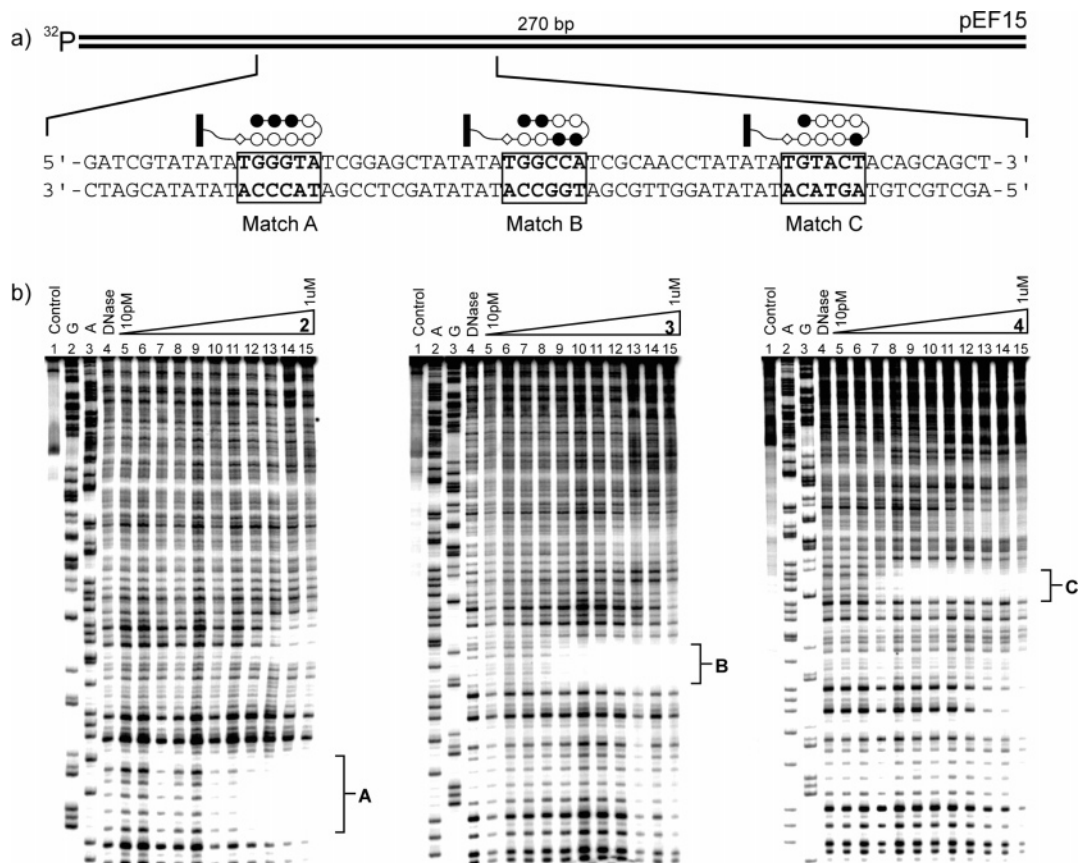 a) ³²P 270 bp pEF15
5'-GATCGTATATATGGGTATCGGAGCTATATATGGCCATCGCAACCTATATATGTACTACAGCAGCT-3'
3'-CTAGCATATATACCCATAGCCTCGATATATACCGGTAGCGTTGGATATATACATGATGTCGTCGA-5'
Match A Match B Match C
b)
Control G A DNase 10pM 1uM
2
1 2 3 4 5 6 7 8 9 10 11 12 13 14 15
A
Control A G DNase 10pM 1uM
3
1 2 3 4 5 6 7 8 9 10 11 12 13 14 15
B
Control A G DNase 10pM 1uM
4
1 2 3 4 5 6 7 8 9 10 11 12 13 14 15
C